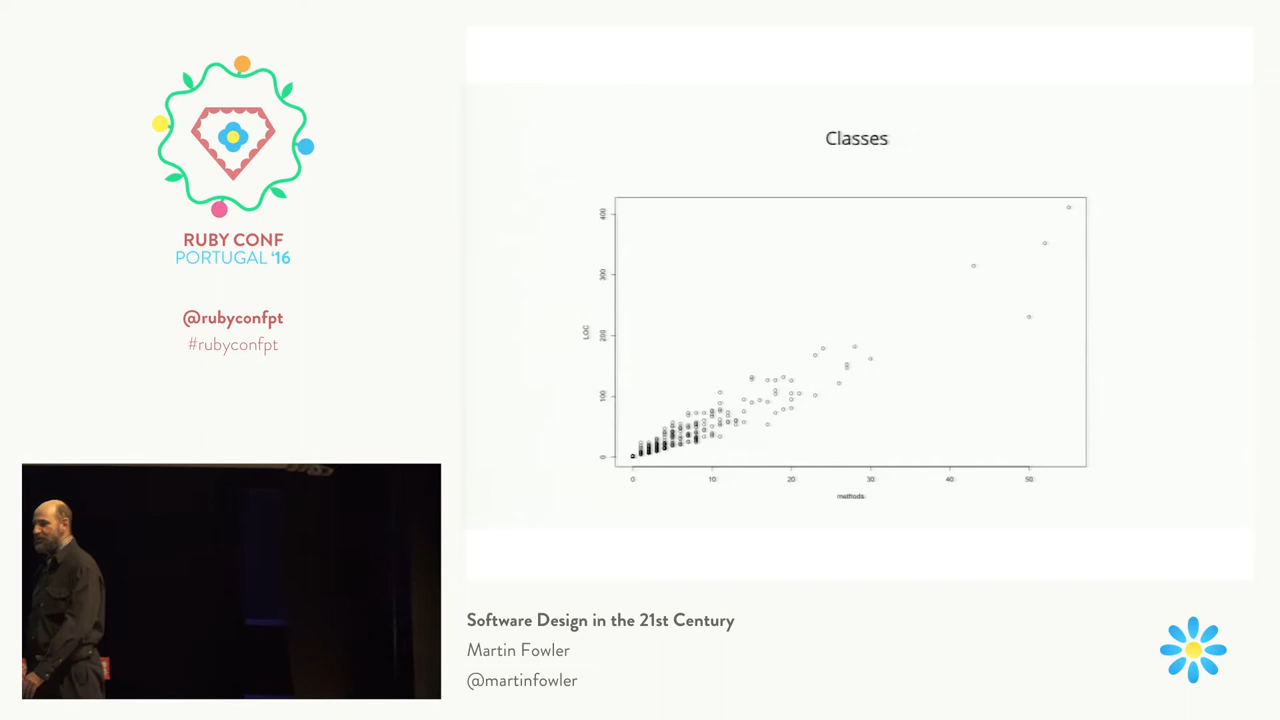 RUBY CONF
PORTUGAL ‘16
@rubyconfpt
#rubyconfpt
Classes
LOC
400
300
200
100
0
0
10
20
30
40
50
methods
Software Design in the 21st Century
Martin Fowler
@martinfowler